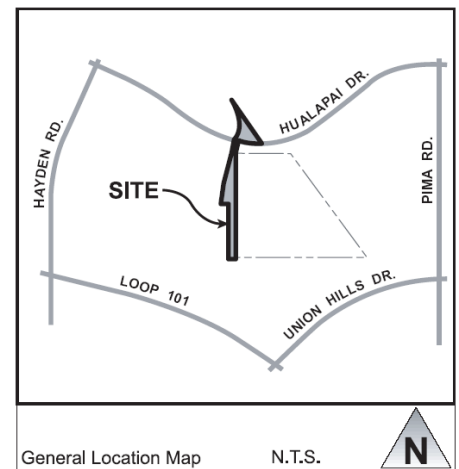 HUALAPAI DR.
HAYDEN RD.
PIMA RD.
SITE
LOOP 101
UNION HILLS DR.
General Location Map
N.T.S.
N